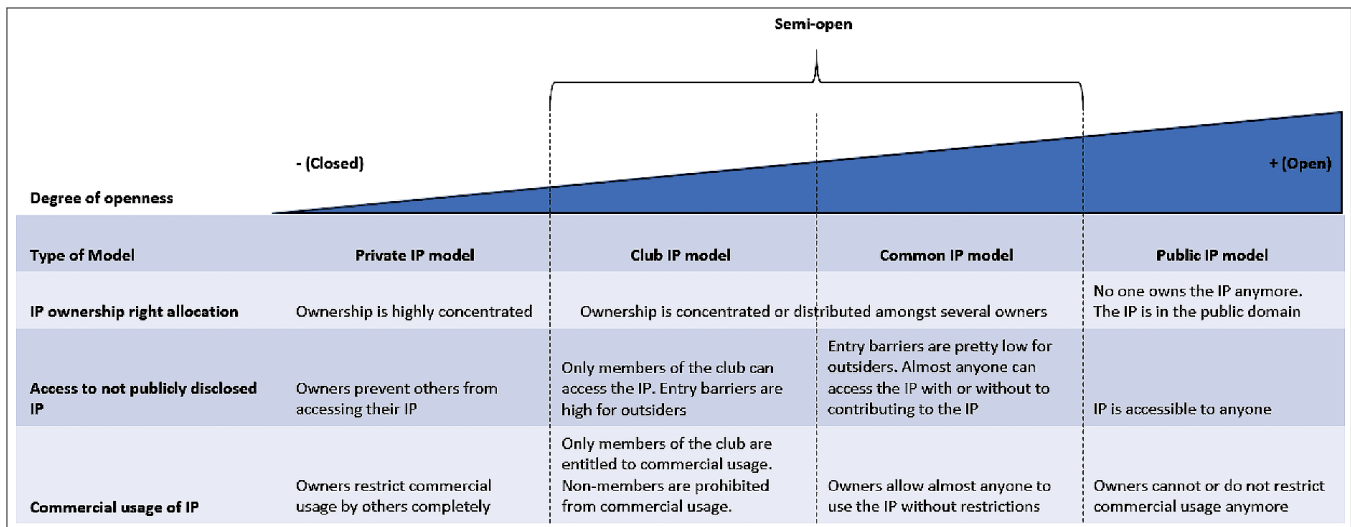 Semi-open
- (Closed)
+ (Open)
Degree of openness
Type of Model
Private IP model
Club IP model
Common IP model
Public IP model
IP ownership right allocation
Ownership is highly concentrated
Ownership is concentrated or distributed amongst several owners
No one owns the IP anymore.
The IP is in the public domain
Access to not publicly disclosed
IP
Owners prevent others from
accessing their IP
Only members of the club can
access the IP. Entry barriers are
high for outsiders
Entry barriers are pretty low for
outsiders. Almost anyone can
access the IP with or without to
contributing to the IP
IP is accessible to anyone
Commercial usage of IP
Owners restrict commercial
usage by others completely
Only members of the club are
entitled to commercial usage.
Non-members are prohibited
from commercial usage.
Owners allow almost anyone to
use the IP without restrictions
Owners cannot or do not restrict
commercial usage anymore